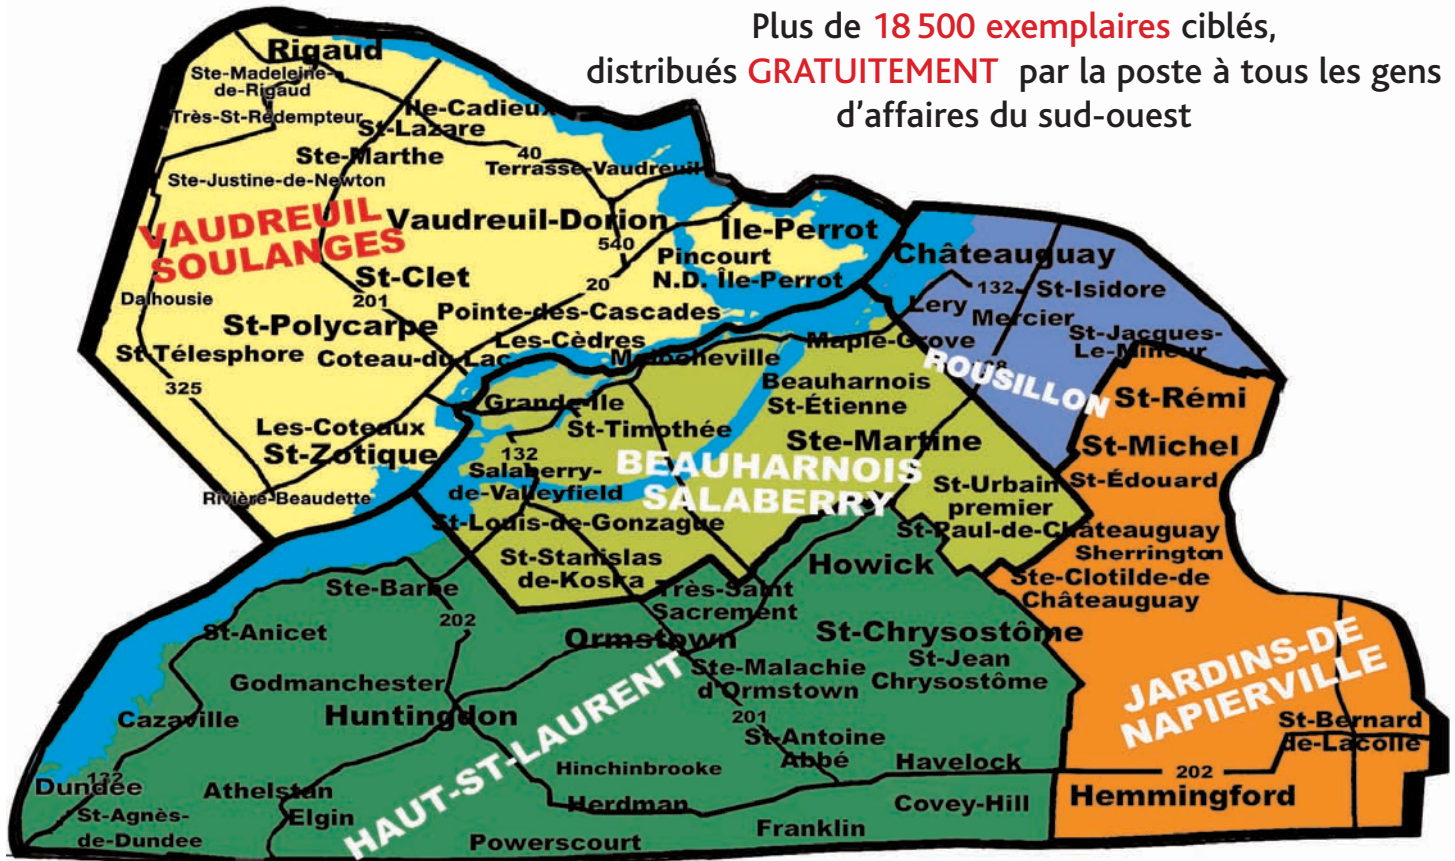 Plus de 18 500 exemplaires ciblés,
distribués GRATUITEMENT par la poste à tous les gens
d'affaires du sud-ouest
Rigaud
Ste-Madeleine-
de-Rigaud
Très-St-Rédempteur
Ile-Cadieux
St-Lazare
Ste-Marthe
40
Terrasse-Vaudreuil
Ste-Justine-de-Newton
VAUDREUIL
SOULANGES
Vaudreuil-Dorion
540
Île-Perrot
Pincourt
N.D. Île-Perrot
St-Clet
20
201
Dalhousie
Pointe-des-Cascades
St-Polycarpe
Les-Cèdres
St-Télesphore
Coteau-du-Lac
325
Les-Coteaux
St-Zotique
Rivière-Beaudette
Châteauguay
132
St-Isidore
Lery
Mercier
St-Jacques-
Le-Mineur
ROUSILLON
Maple-Grove
Melocheville
Beauharnois
St-Étienne
Grande-Ile
St-Timothée
Ste-Martine
132
Salaberry-
de-Valleyfield
BEAUHARNOIS
SALABERRY
St-Urbain
premier
St-Louis-de-Gonzague
St-Paul-de-Châteauguay
St-Stanislas
de-Koska
St-Rémi
St-Michel
St-Édouard
Sherrington
Ste-Clotilde-de
Châteauguay
JARDINS-DE
NAPIERVILLE
St-Bernard
de-Lacolle
202
Hemmingford
Howick
Ste-Barbe
Très-Saint
Sacrement
202
St-Anicet
Ormstown
St-Chrysostôme
St-Jean
Chrysostôme
Ste-Malachie
d'Ormstown
Godmanchester
HAUT-ST-LAURENT
Cazaville
Huntingdon
201
St-Antoine
Abbé
Hinchinbrooke
Havelock
132
Dundée
Athelstan
Herdman
Covey-Hill
St-Agnès-
de-Dundee
Elgin
Franklin
Powerscourt